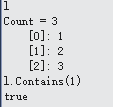 l
Count = 3
[0]: 1
[1]: 2
[2]: 3
l.Contains(1)
true